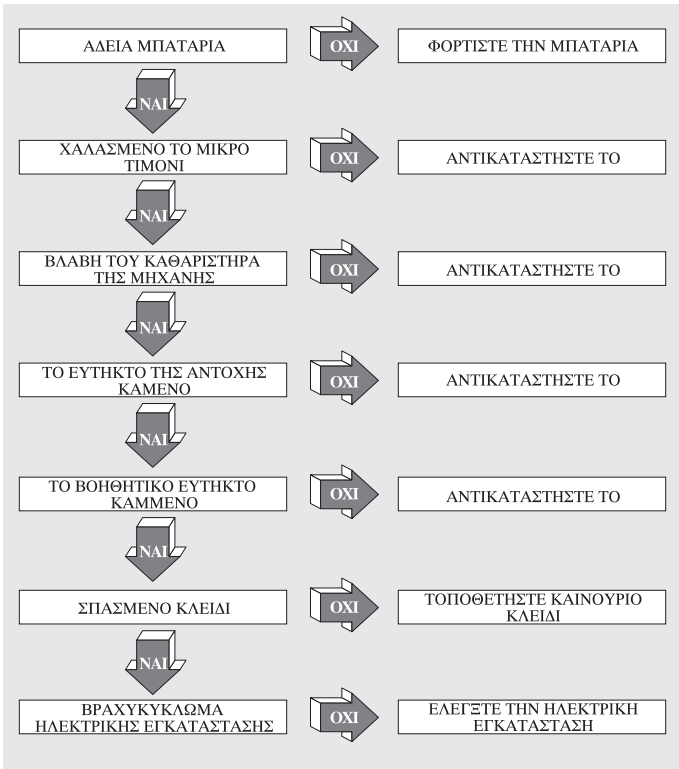 ΑΔΕΙΑ ΜΠΑΤΑΡΙΑ
ΟΧΙ
ΦΟΡΤΙΣΤΕ ΤΗΝ ΜΠΑΤΑΡΙΑ
ΝΑΙ
ΧΑΛΑΣΜΕΝΟ ΤΟ ΜΙΚΡΟ
ΤΙΜΟΝΙ
ΟΧΙ
ΑΝΤΙΚΑΤΑΣΤΗΣΤΕ ΤΟ
ΝΑΙ
ΒΛΑΒΗ ΤΟΥ ΚΑΘΑΡΙΣΤΗΡΑ
ΤΗΣ ΜΗΧΑΝΗΣ
ΟΧΙ
ΑΝΤΙΚΑΤΑΣΤΗΣΤΕ ΤΟ
ΝΑΙ
ΤΟ ΕΥΤΗΚΤΟ ΤΗΣ ΑΝΤΟΧΗΣ
ΚΑΜΕΝΟ
ΟΧΙ
ΑΝΤΙΚΑΤΑΣΤΗΣΤΕ ΤΟ
ΝΑΙ
ΤΟ ΒΟΗΘΗΤΙΚΟ ΕΥΤΗΚΤΟ
ΚΑΜΜΕΝΟ
ΟΧΙ
ΑΝΤΙΚΑΤΑΣΤΗΣΤΕ ΤΟ
ΝΑΙ
ΣΠΑΣΜΕΝΟ ΚΛΕΙΔΙ
ΟΧΙ
ΤΟΠΟΘΕΤΗΣΤΕ ΚΑΙΝΟΥΡΙΟ
ΚΛΕΙΔΙ
ΝΑΙ
ΒΡΑΧΥΚΥΚΛΩΜΑ
ΗΛΕΚΤΡΙΚΗΣ ΕΓΚΑΤΑΣΤΑΣΗΣ
ΟΧΙ
ΕΛΕΓΞΤΕ ΤΗΝ ΗΛΕΚΤΡΙΚΗ
ΕΓΚΑΤΑΣΤΑΣΗ